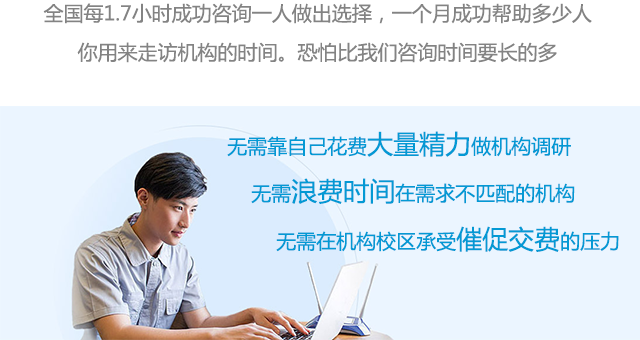 全国每1.7小时成功咨询一人做出选择，一个月成功帮助多少人
你用来走访机构的时间。恐怕比我们咨询时间要长的多
无需靠自己花费大量精力做机构调研
无需浪费时间在需求不匹配的机构
无需在机构校区承受催促交费的压力